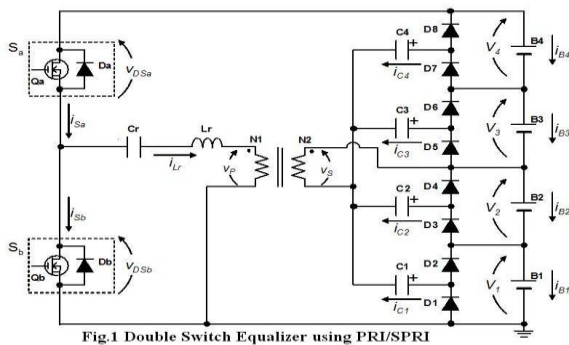 C4 +
D8
V4
B4
iB4
Sa
Qa
Da
vDSa
iC4
D7
iSa
C3 +
D6
V3
B3
iB3
Cr
Lr
N1
N2
iC3
D5
iLr
vP
vS
C2 +
D4
V2
B2
iB2
iSb
iC2
D3
Sb
Qb
Db
vDSb
C1 +
D2
V1
B1
iB1
iC1
D1
Fig.1 Double Switch Equalizer using PRI/SPRI